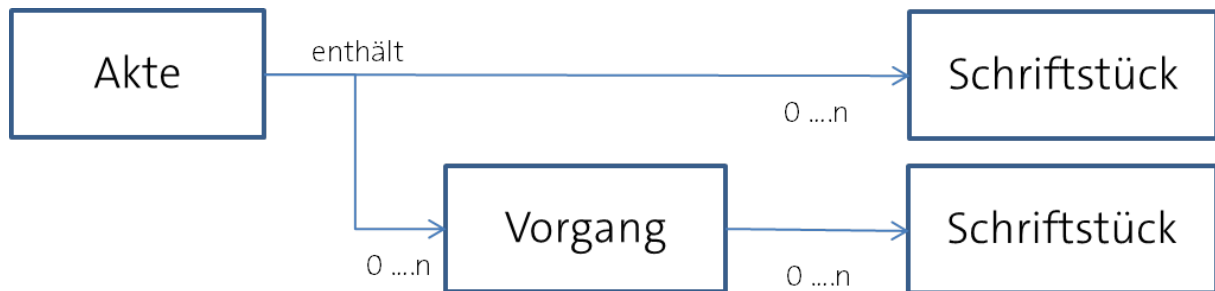 enthält
Akte
Schriftstück
0 ....n
Vorgang
Schriftstück
0 ....n
0 ....n